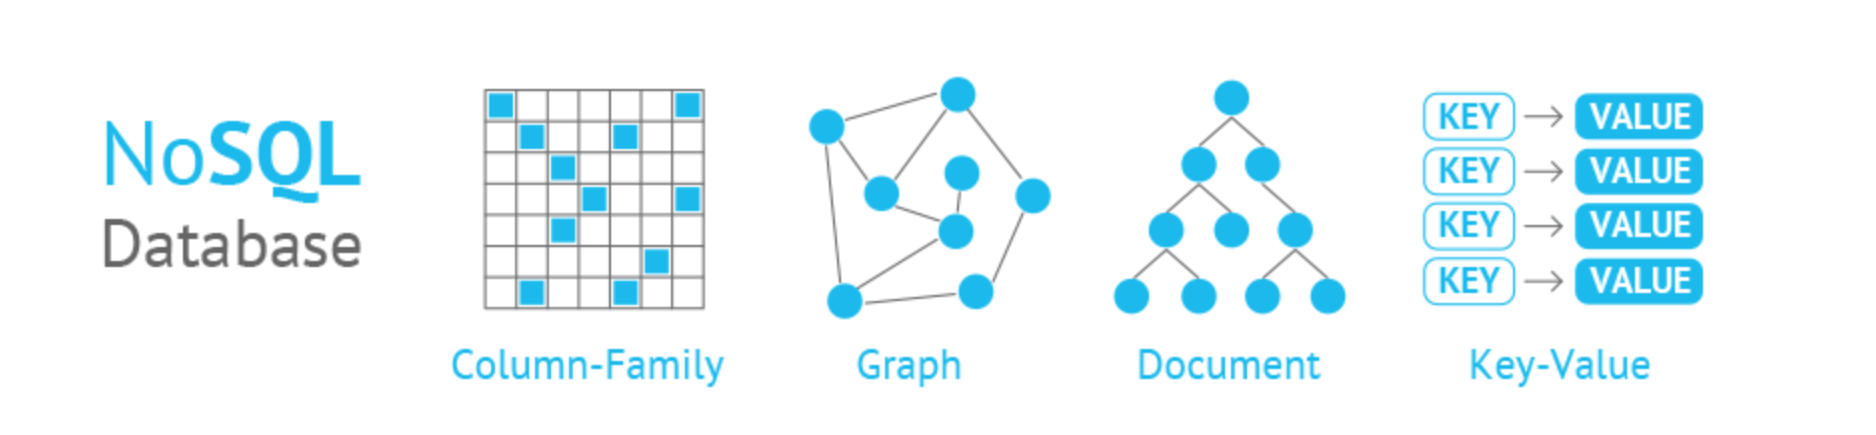 NoSQL
Database
KEY → VALUE
KEY → VALUE
KEY → VALUE
KEY → VALUE
Column-Family
Graph
Document
Key-Value